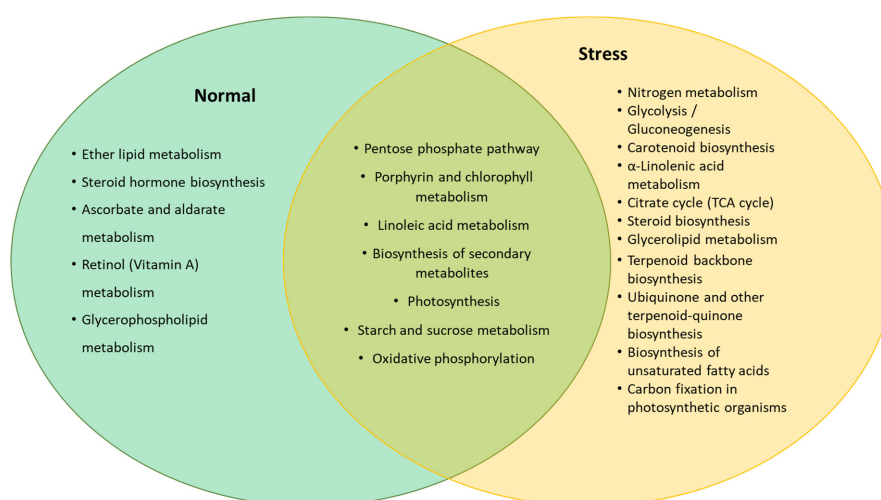 Normal
• Ether lipid metabolism
• Steroid hormone biosynthesis
• Ascorbate and aldarate
metabolism
• Retinol (Vitamin A)
metabolism
• Glycerophospholipid
metabolism
• Pentose phosphate pathway
• Porphyrin and chlorophyll
metabolism
• Linoleic acid metabolism
• Biosynthesis of secondary
metabolites
• Photosynthesis
• Starch and sucrose metabolism
• Oxidative phosphorylation
Stress
• Nitrogen metabolism
• Glycolysis /
Gluconeogenesis
• Carotenoid biosynthesis
• α-Linolenic acid
metabolism
• Citrate cycle (TCA cycle)
• Steroid biosynthesis
• Glycerolipid metabolism
• Terpenoid backbone
biosynthesis
• Ubiquinone and other
terpenoid-quinone
biosynthesis
• Biosynthesis of
unsaturated fatty acids
• Carbon fixation in
photosynthetic organisms